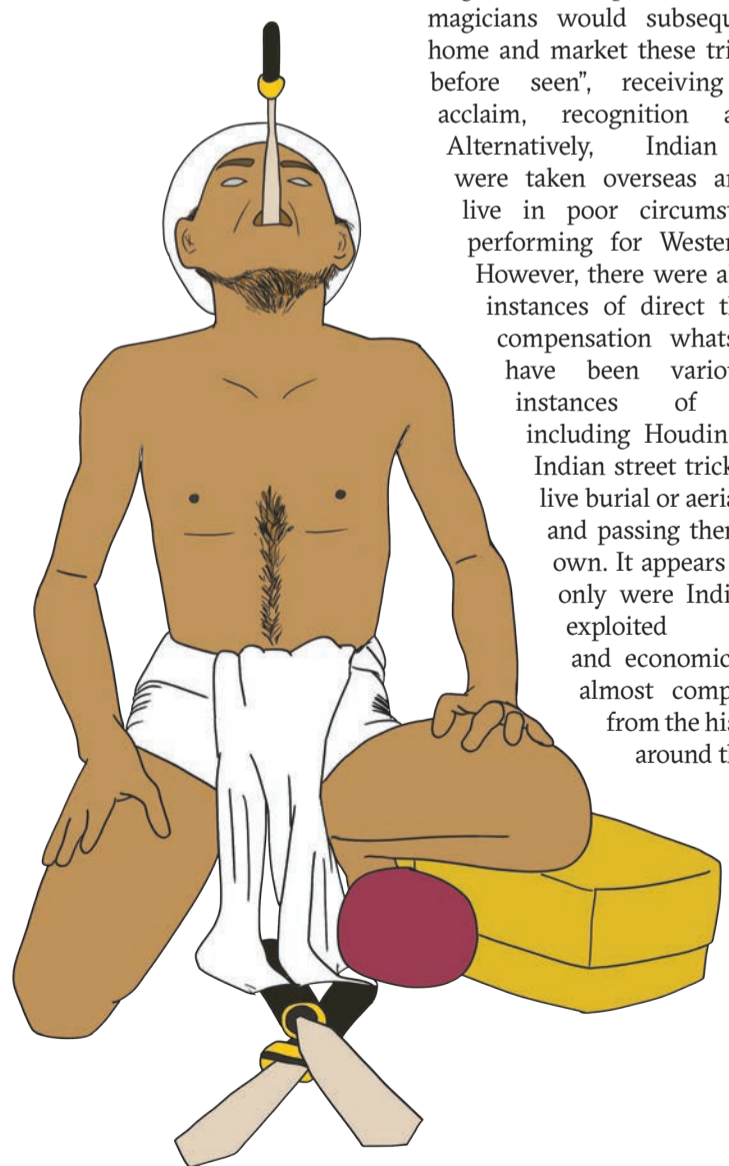 magicians would subsequ
home and market these tri
before seen”, receiving
acclaim, recognition a
Alternatively, Indian
were taken overseas a
live in poor circumst
performing for Wester
However, there were a
instances of direct t
compensation whats
have been vario
instances of
including Houdin
Indian street trick
live burial or aeria
and passing ther
own. It appears
only were Indi
exploited
and economic
almost comp
from the his
around t